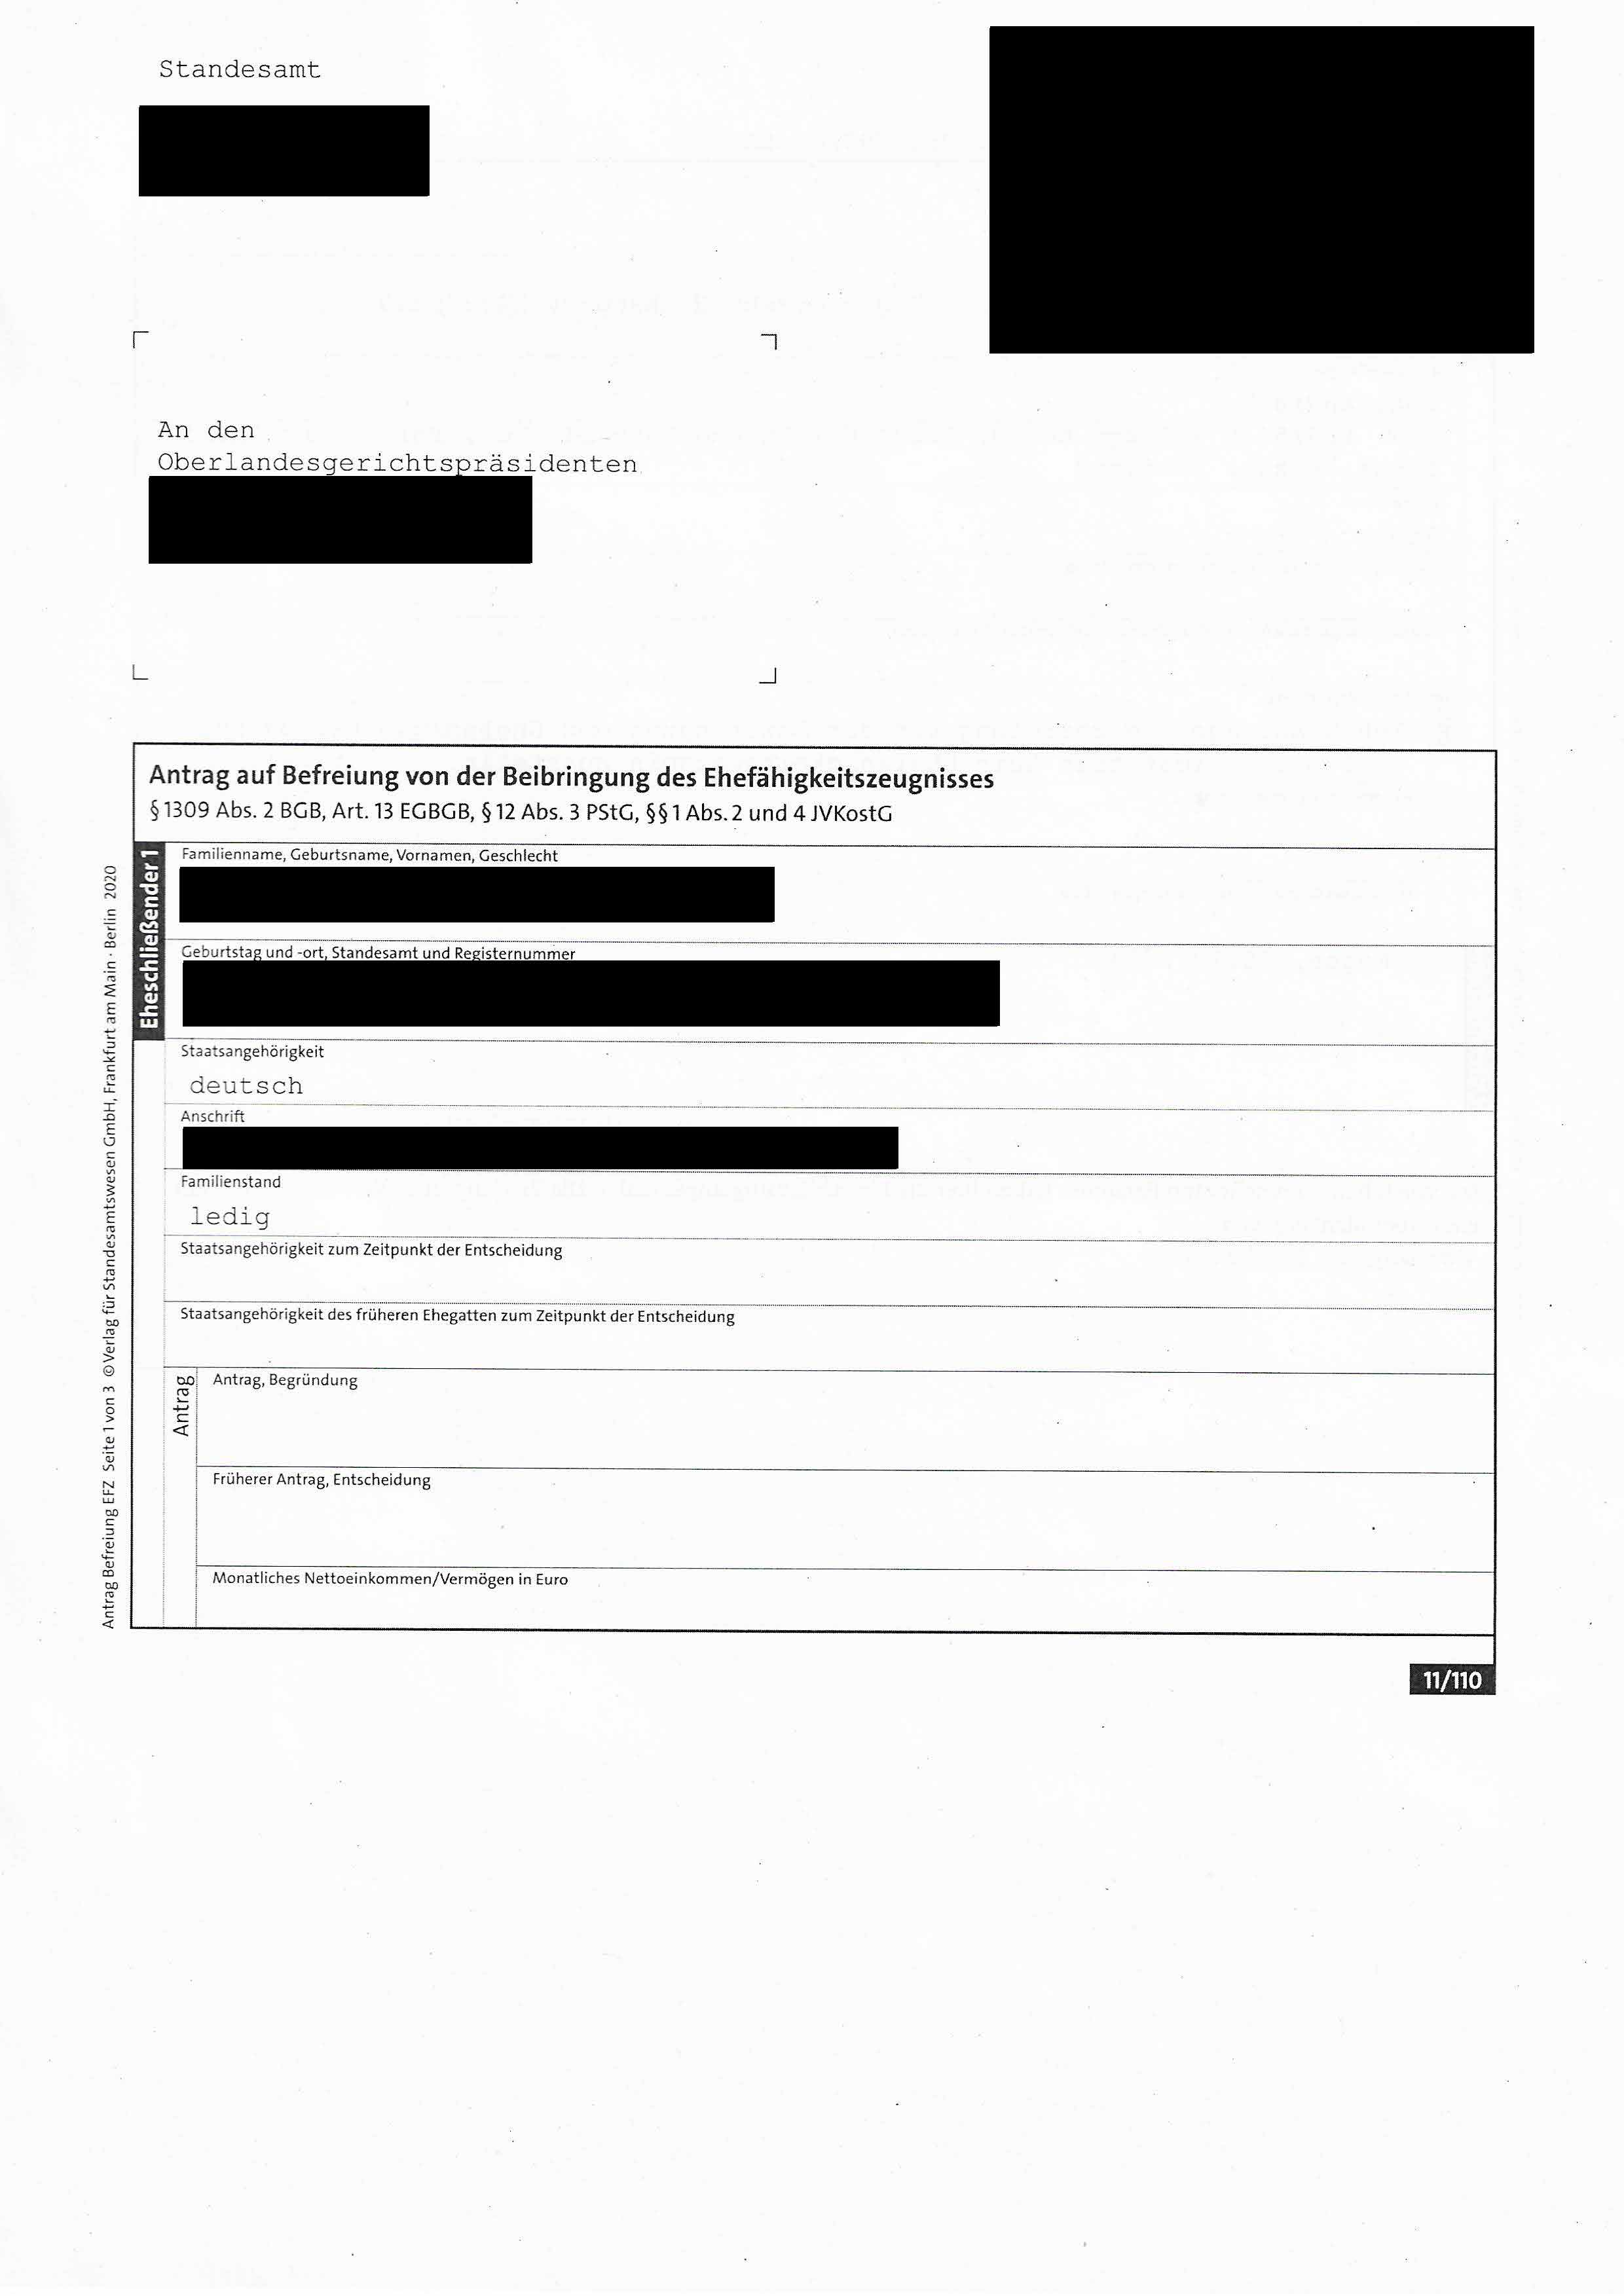 Standesamt
An den
Oberlandesgerichtspräsidenten
Antrag auf Befreiung von der Beibringung des Ehefähigkeitszeugnisses
§ 1309 Abs. 2 BGB, Art. 13 EGBGB, § 12 Abs. 3 PStG, §§ 1 Abs. 2 und 4 JVKostG
Eheschließender 1
Familienname, Geburtsname, Vornamen, Geschlecht
Geburtstag und -ort, Standesamt und Registernummer
Staatsangehörigkeit
deutsch
Anschrift
Familienstand
ledig
Staatsangehörigkeit zum Zeitpunkt der Entscheidung
Staatsangehörigkeit des früheren Ehegatten zum Zeitpunkt der Entscheidung
Antrag
Antrag, Begründung
Früherer Antrag, Entscheidung
Monatliches Nettoeinkommen/Vermögen in Euro
11/110
Antrag Befreiung EFZ Seite 1 von 3 © Verlag für Standesamtswesen GmbH, Frankfurt am Main · Berlin 2020